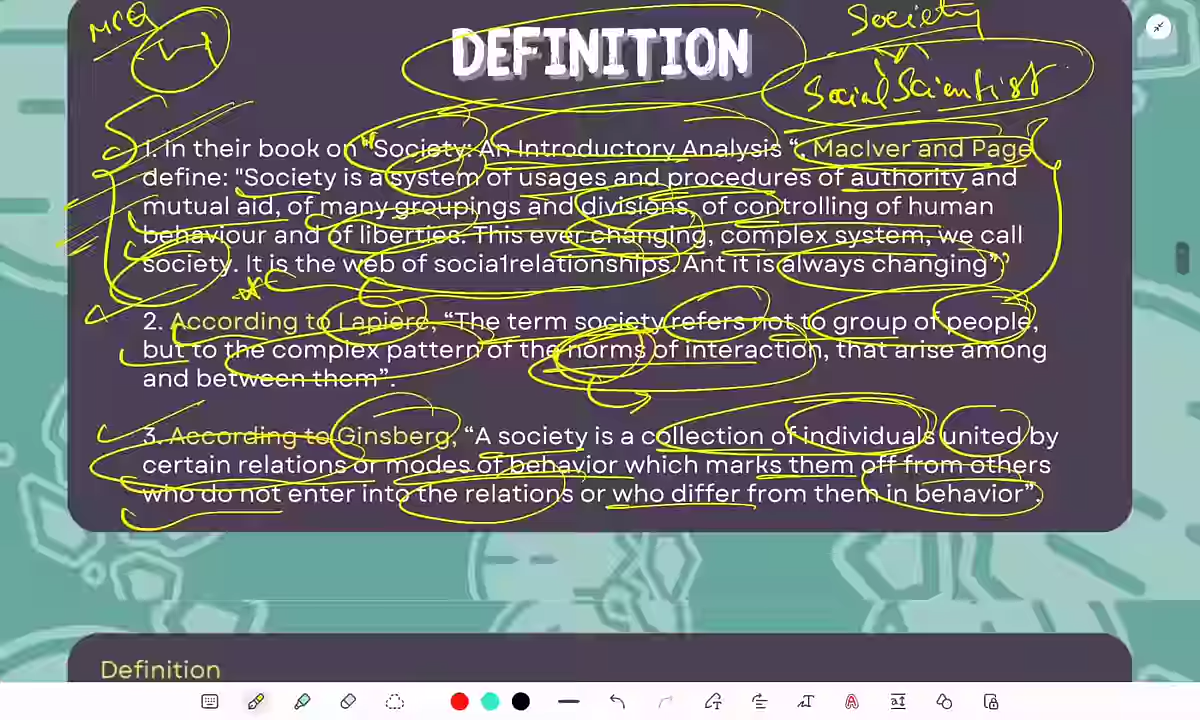 MCQ
Society
Social Scientist
DEFINITION
1. In their book on "Society: An Introductory Analysis “, MacIver and Page
define: "Society is a system of usages and procedures of authority and
mutual aid, of many groupings and divisions, of controlling of human
behaviour and of liberties. This ever changing, complex system, we call
society. It is the web of socia1relationships. Ant it is always changing”
2. According to Lapiere, “The term society refers not to group of people,
but to the complex pattern of the norms of interaction, that arise among
and between them”.
3. According to Ginsberg, “A society is a collection of individuals united by
certain relations or modes of behavior which marks them off from others
who do not enter into the relations or who differ from them in behavior”.
Definition